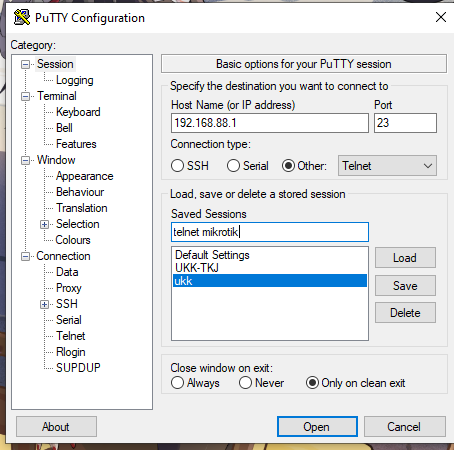 PuTTY Configuration
Category:
Session
Logging
Terminal
Keyboard
Bell
Features
Window
Appearance
Behaviour
Translation
Selection
Colours
Connection
Data
Proxy
SSH
Serial
Telnet
Rlogin
SUPDUP
Basic options for your PuTTY session
Specify the destination you want to connect to
Host Name (or IP address) Port
192.168.88.1 23
Connection type:
SSH Serial Other: Telnet
Load, save or delete a stored session
Saved Sessions
telnet mikrotik
Default Settings
UKK-TKJ
ukk
Load
Save
Delete
Close window on exit:
Always Never Only on clean exit
About Open Cancel